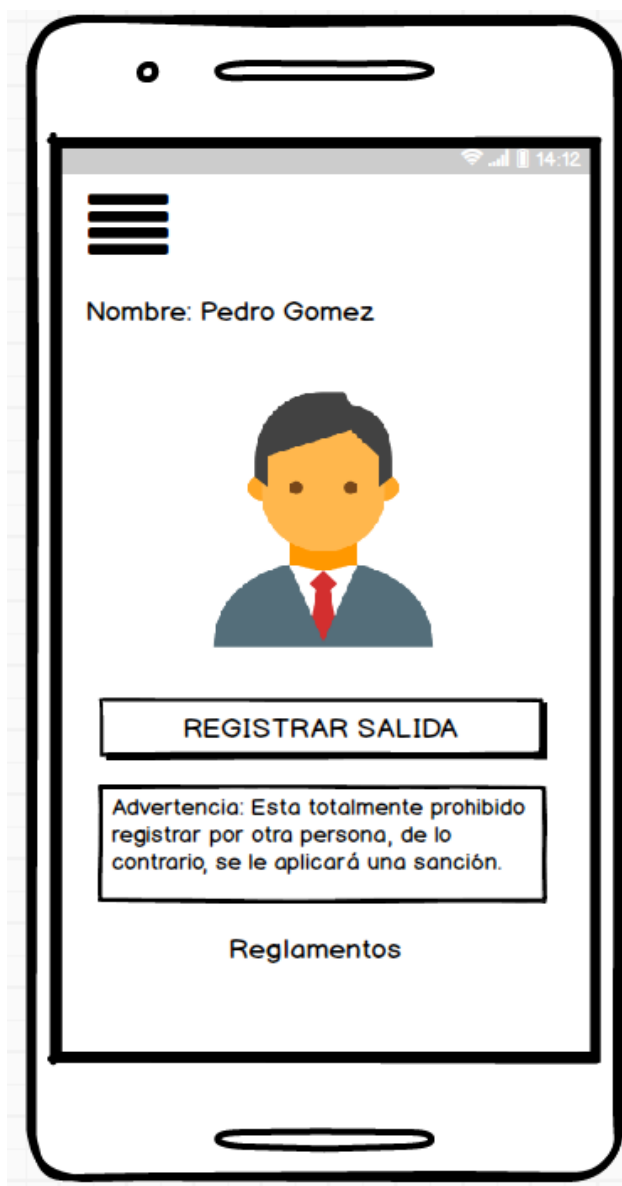 14:12
Nombre: Pedro Gomez
REGISTRAR SALIDA
Advertencia: Esta totalmente prohibido
registrar por otra persona, de lo
contrario, se le aplicará una sanción.
Reglamentos